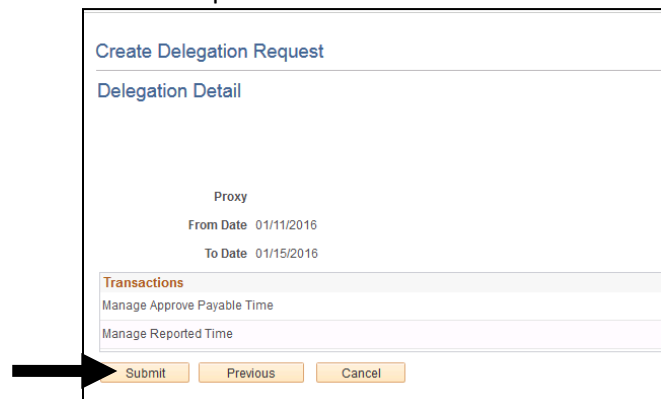 Create Delegation Request
Delegation Detail
Proxy
From Date 01/11/2016
To Date 01/15/2016
Transactions
Manage Approve Payable Time
Manage Reported Time
Submit Previous Cancel